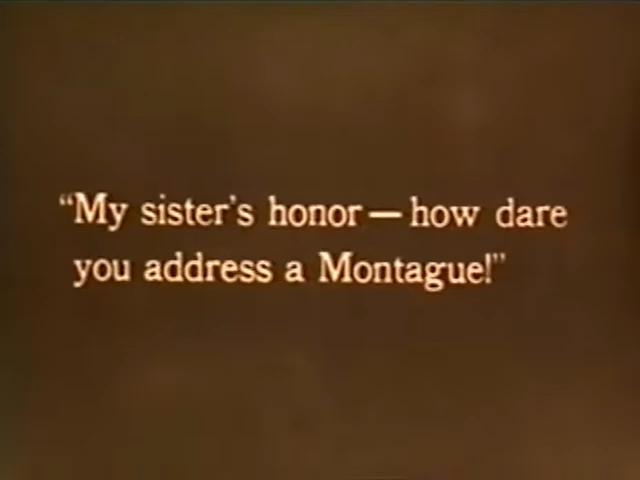 “My sister's honor — how dare
you address a Montague!”